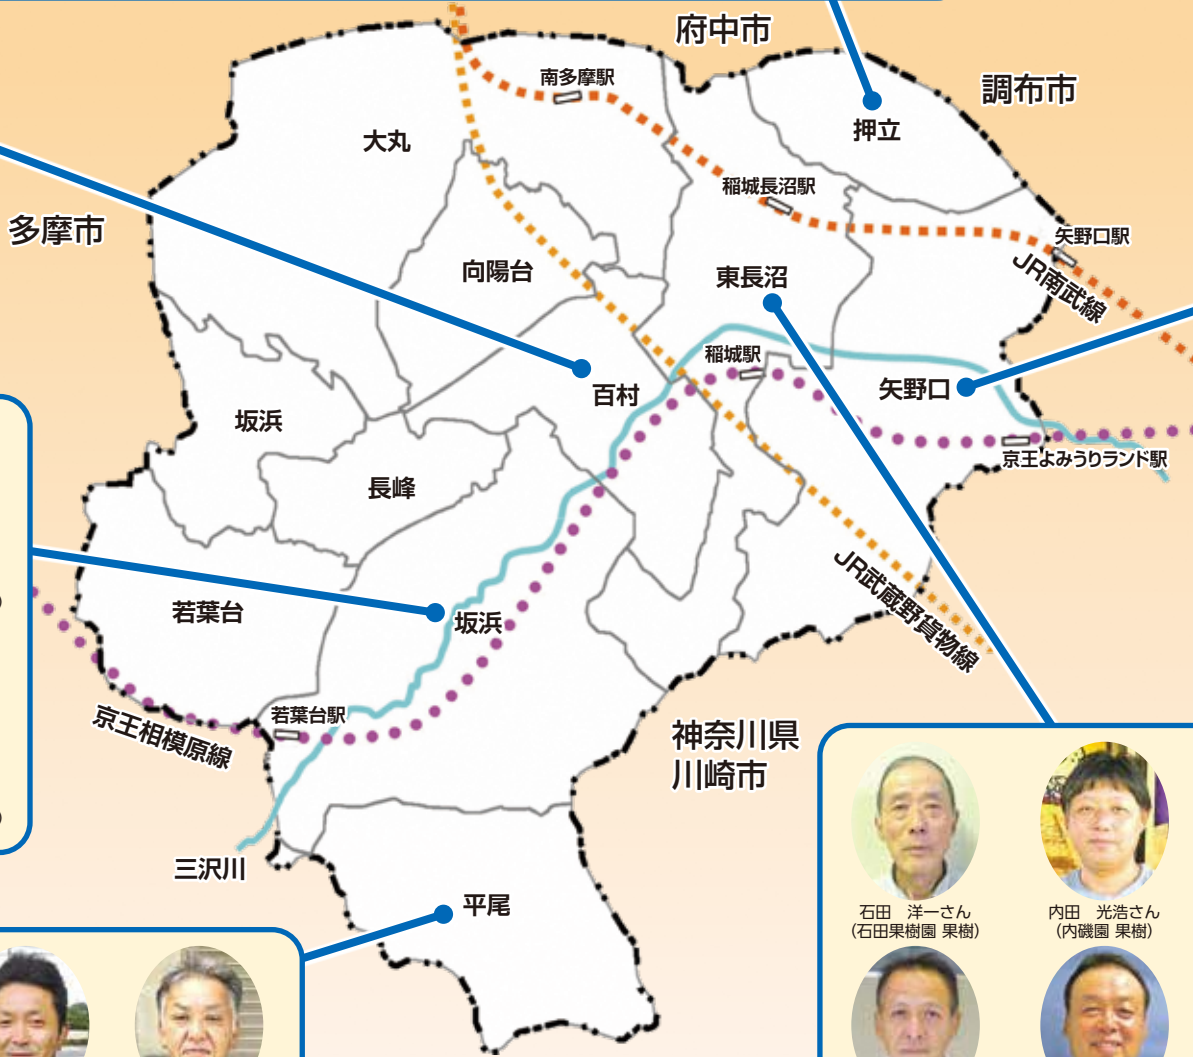 府中市
調布市
南多摩駅
押立
大丸
稲城長沼駅
多摩市
矢野口駅
向陽台
東長沼
JR南武線
稲城駅
百村
矢野口
坂浜
京王よみうりランド駅
長峰
JR武蔵野貨物線
若葉台
坂浜
若葉台駅
京王相模原線
神奈川県
川崎市
三沢川
平尾
石田　洋一さん
（石田果樹園 果樹）
内田　光浩さん
（内磯園 果樹）